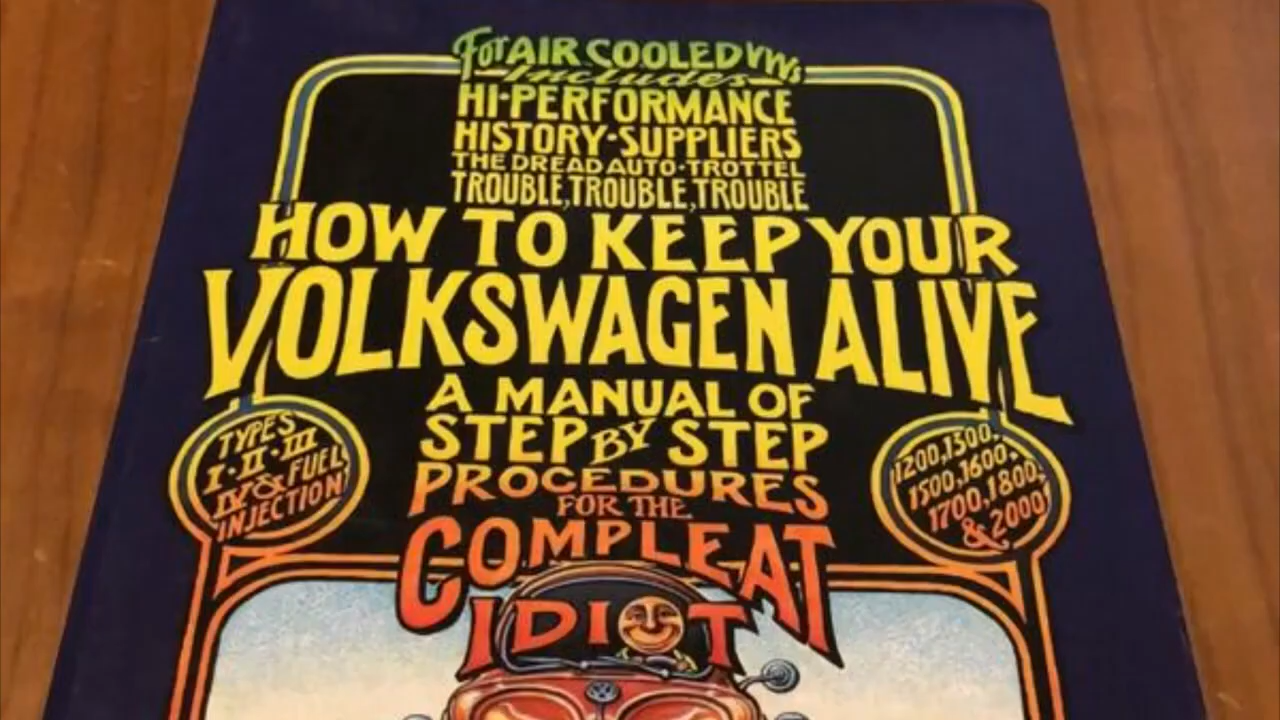 For AIR COOLED VWs
Includes
HI-PERFORMANCE
HISTORY·SUPPLIERS
THE DREAD AUTO-TROTTEL
TROUBLE, TROUBLE, TROUBLE
HOW TO KEEP YOUR
VOLKSWAGEN ALIVE
A MANUAL OF
STEP BY STEP
PROCEDURES
FOR THE
COMPLEAT
IDIOT
TYPES
I·II·III
IV & FUEL
INJECTION
1200, 1300,
1500, 1600,
1700, 1800,
& 2000